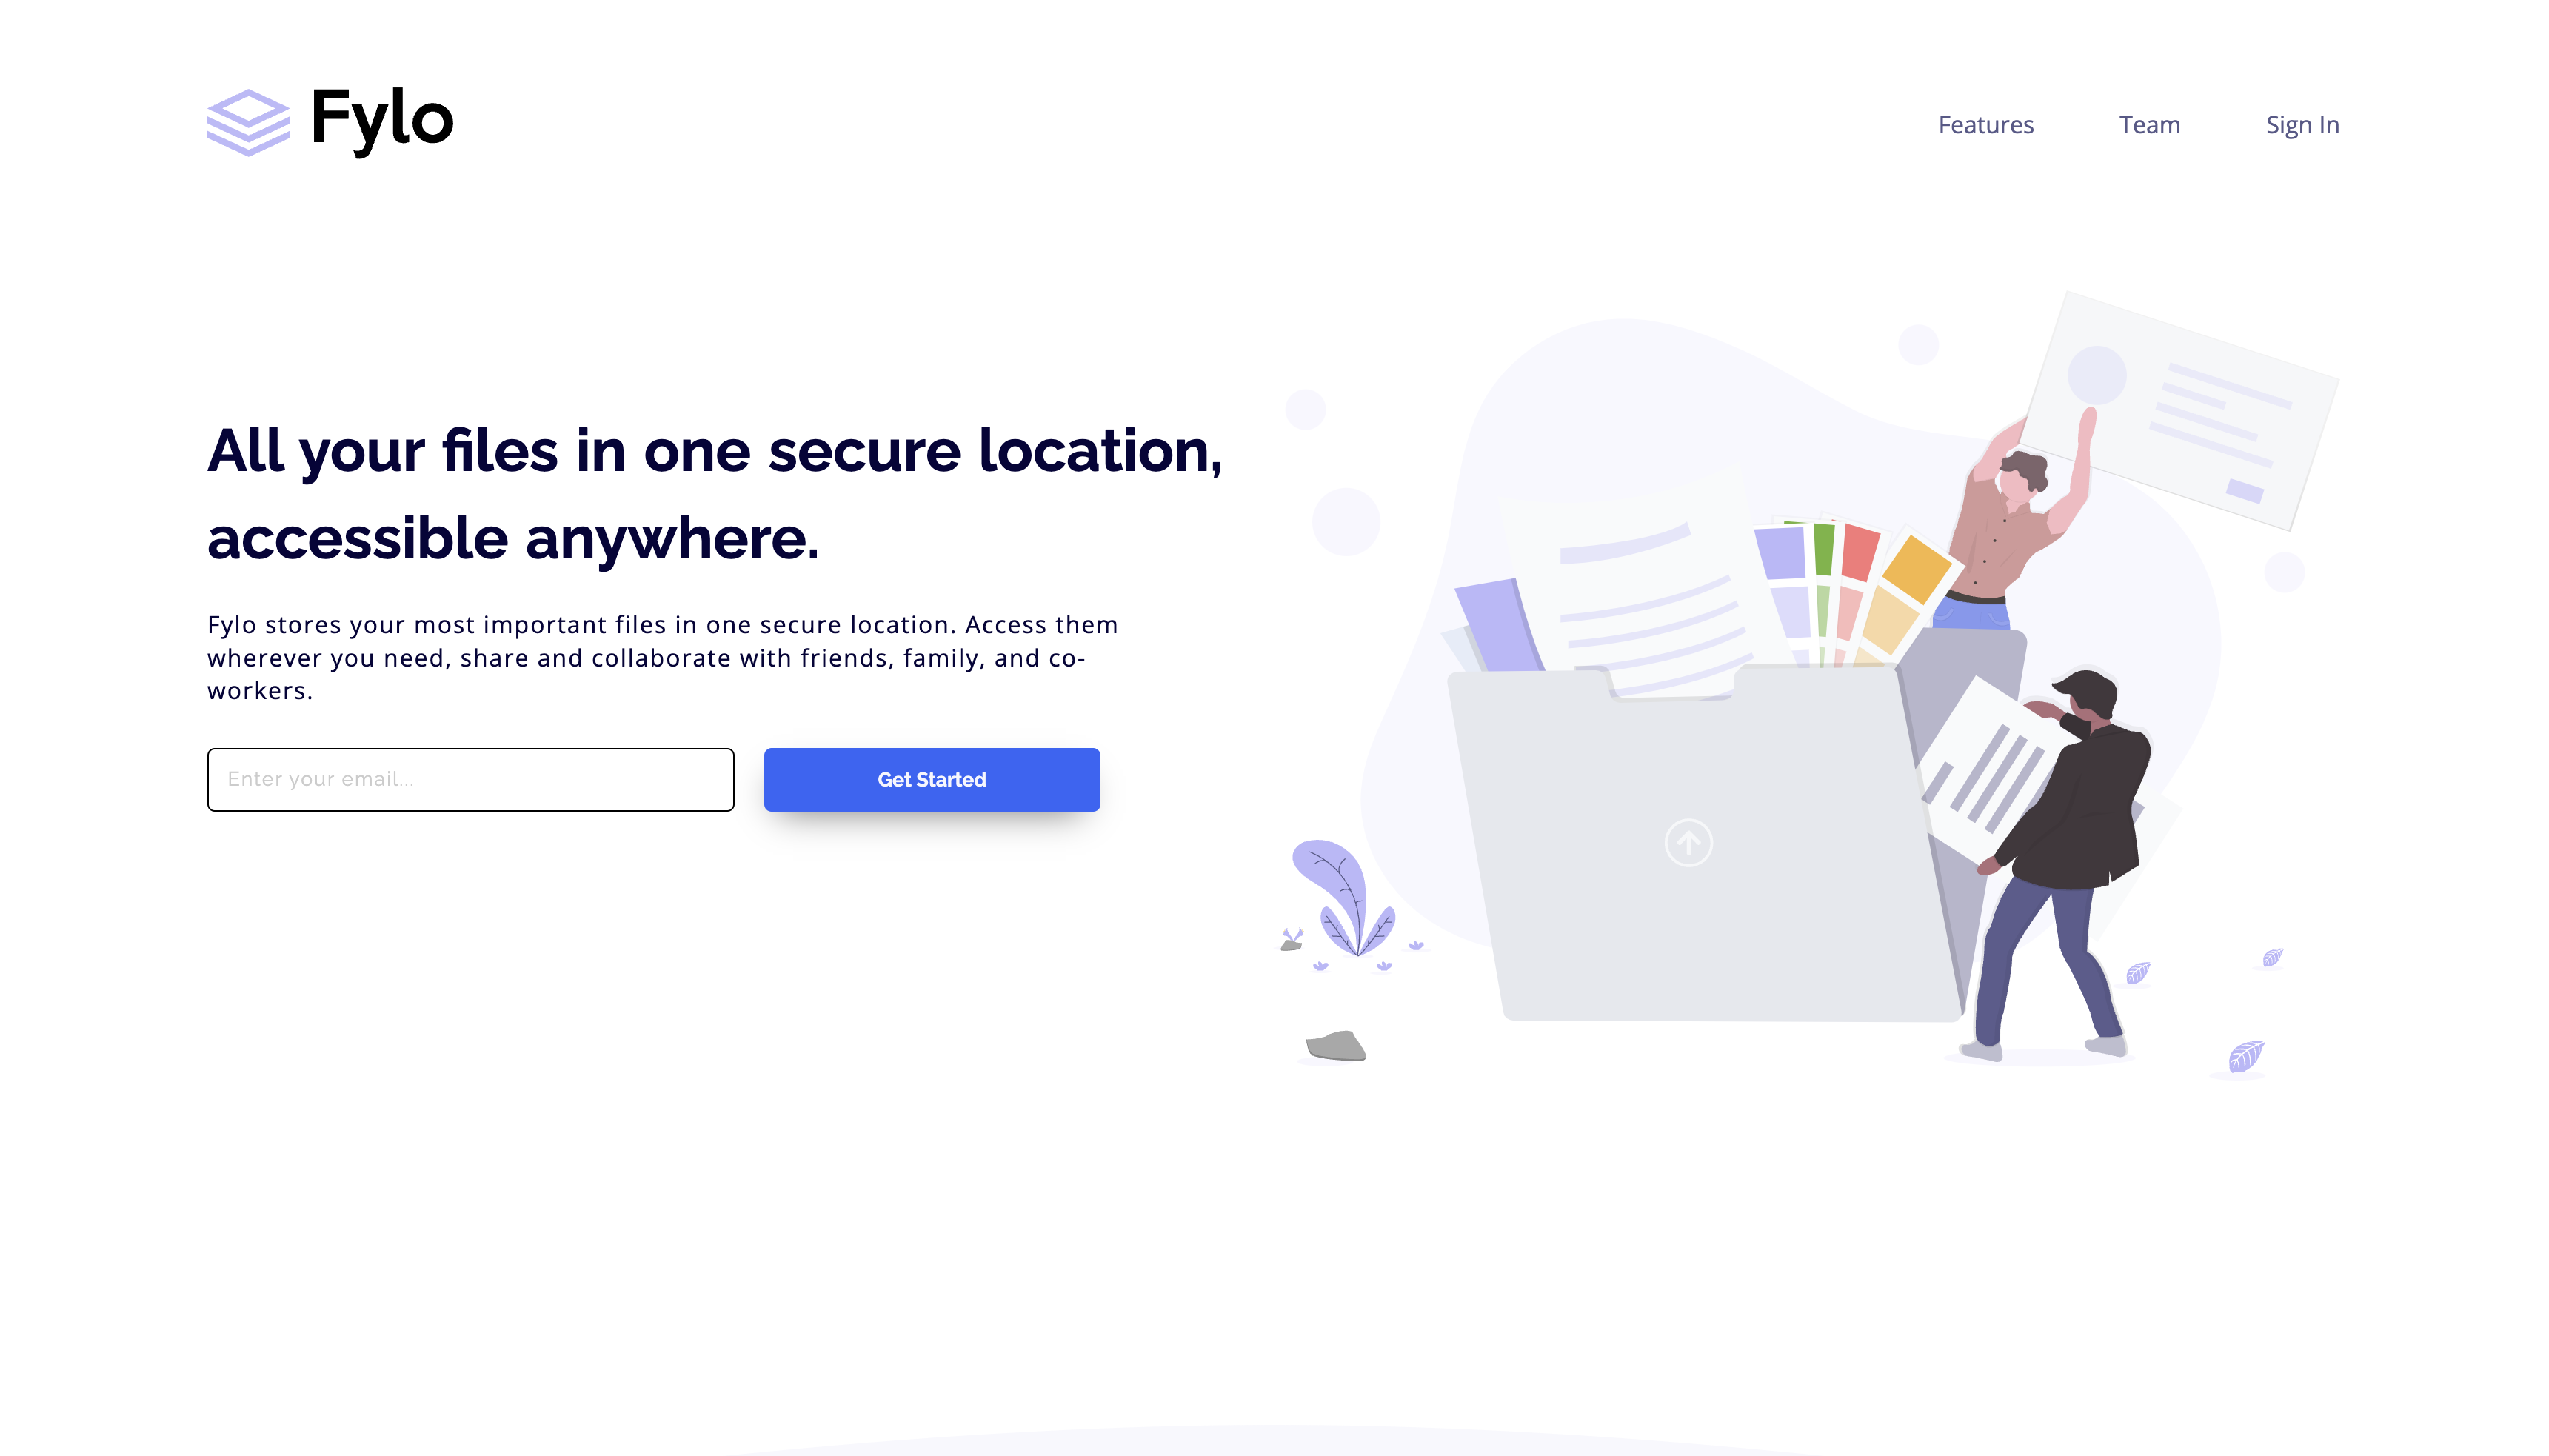 Fylo
Features
Team
Sign In
All your files in one secure location,
accessible anywhere.
Fylo stores your most important files in one secure location. Access them
wherever you need, share and collaborate with friends, family, and co-
workers.
Enter your email...
Get Started